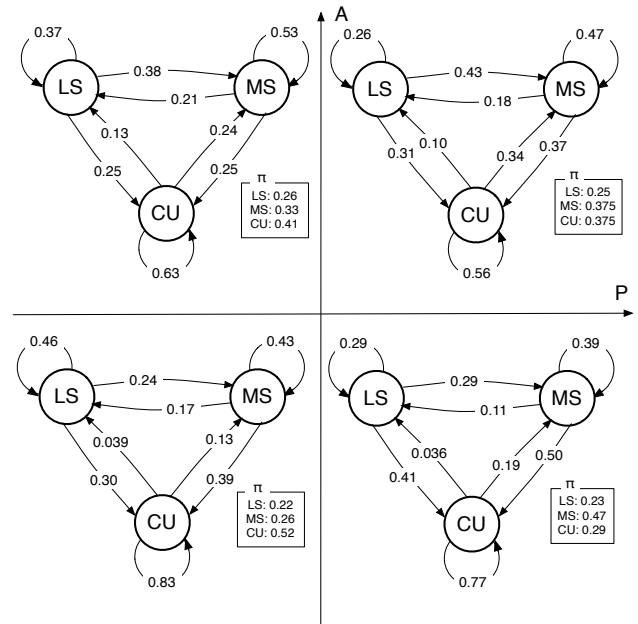 A
0.37
0.53
LS
0.38
MS
0.21
0.13
0.24
0.25
0.25
CU
0.63
π
LS: 0.26
MS: 0.33
CU: 0.41
0.26
0.47
LS
0.43
MS
0.18
0.10
0.34
0.31
0.37
CU
0.56
π
LS: 0.25
MS: 0.375
CU: 0.375
P
0.46
0.43
LS
0.24
MS
0.17
0.039
0.13
0.30
0.39
CU
0.83
π
LS: 0.22
MS: 0.26
CU: 0.52
0.29
0.39
LS
0.29
MS
0.11
0.036
0.19
0.41
0.50
CU
0.77
π
LS: 0.23
MS: 0.47
CU: 0.29